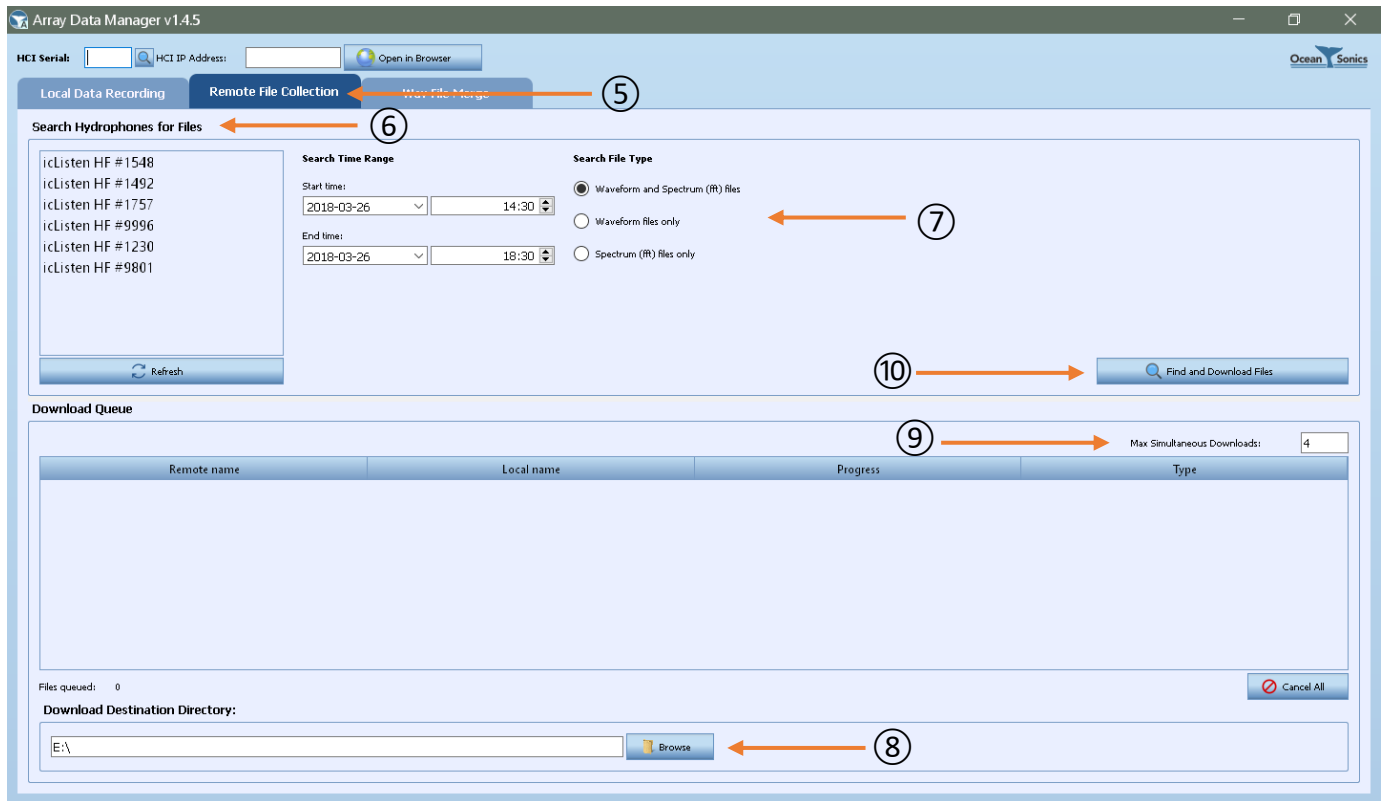 Array Data Manager v1.4.5
HCI Serial: HCI IP Address: Open in Browser
Ocean Sonics
Local Data Recording Remote File Collection Wav File Merge ⑤
Search Hydrophones for Files ⑥
icListen HF #1548
icListen HF #1492
icListen HF #1757
icListen HF #9996
icListen HF #1230
icListen HF #9801
Refresh
Search Time Range
Start time:
2018-03-26 14:30
End time:
2018-03-26 18:30
Search File Type
Waveform and Spectrum (fft) files
Waveform files only ⑦
Spectrum (fft) files only
⑩ Find and Download Files
Download Queue
⑨ Max Simultaneous Downloads: 4
Remote name Local name Progress Type
Files queued: 0 Cancel All
Download Destination Directory:
E:\ Browse ⑧